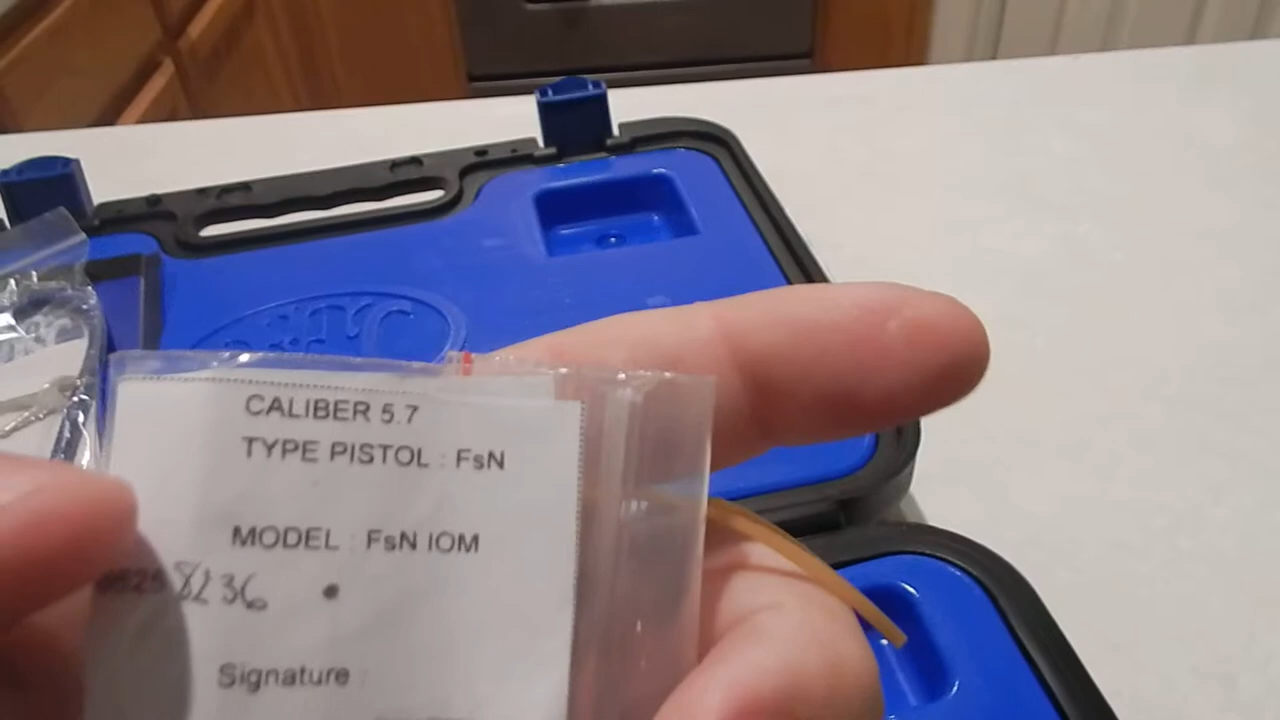 CALIBER 5.7
TYPE PISTOL : FsN
MODEL : FsN IOM
8236
Signature :